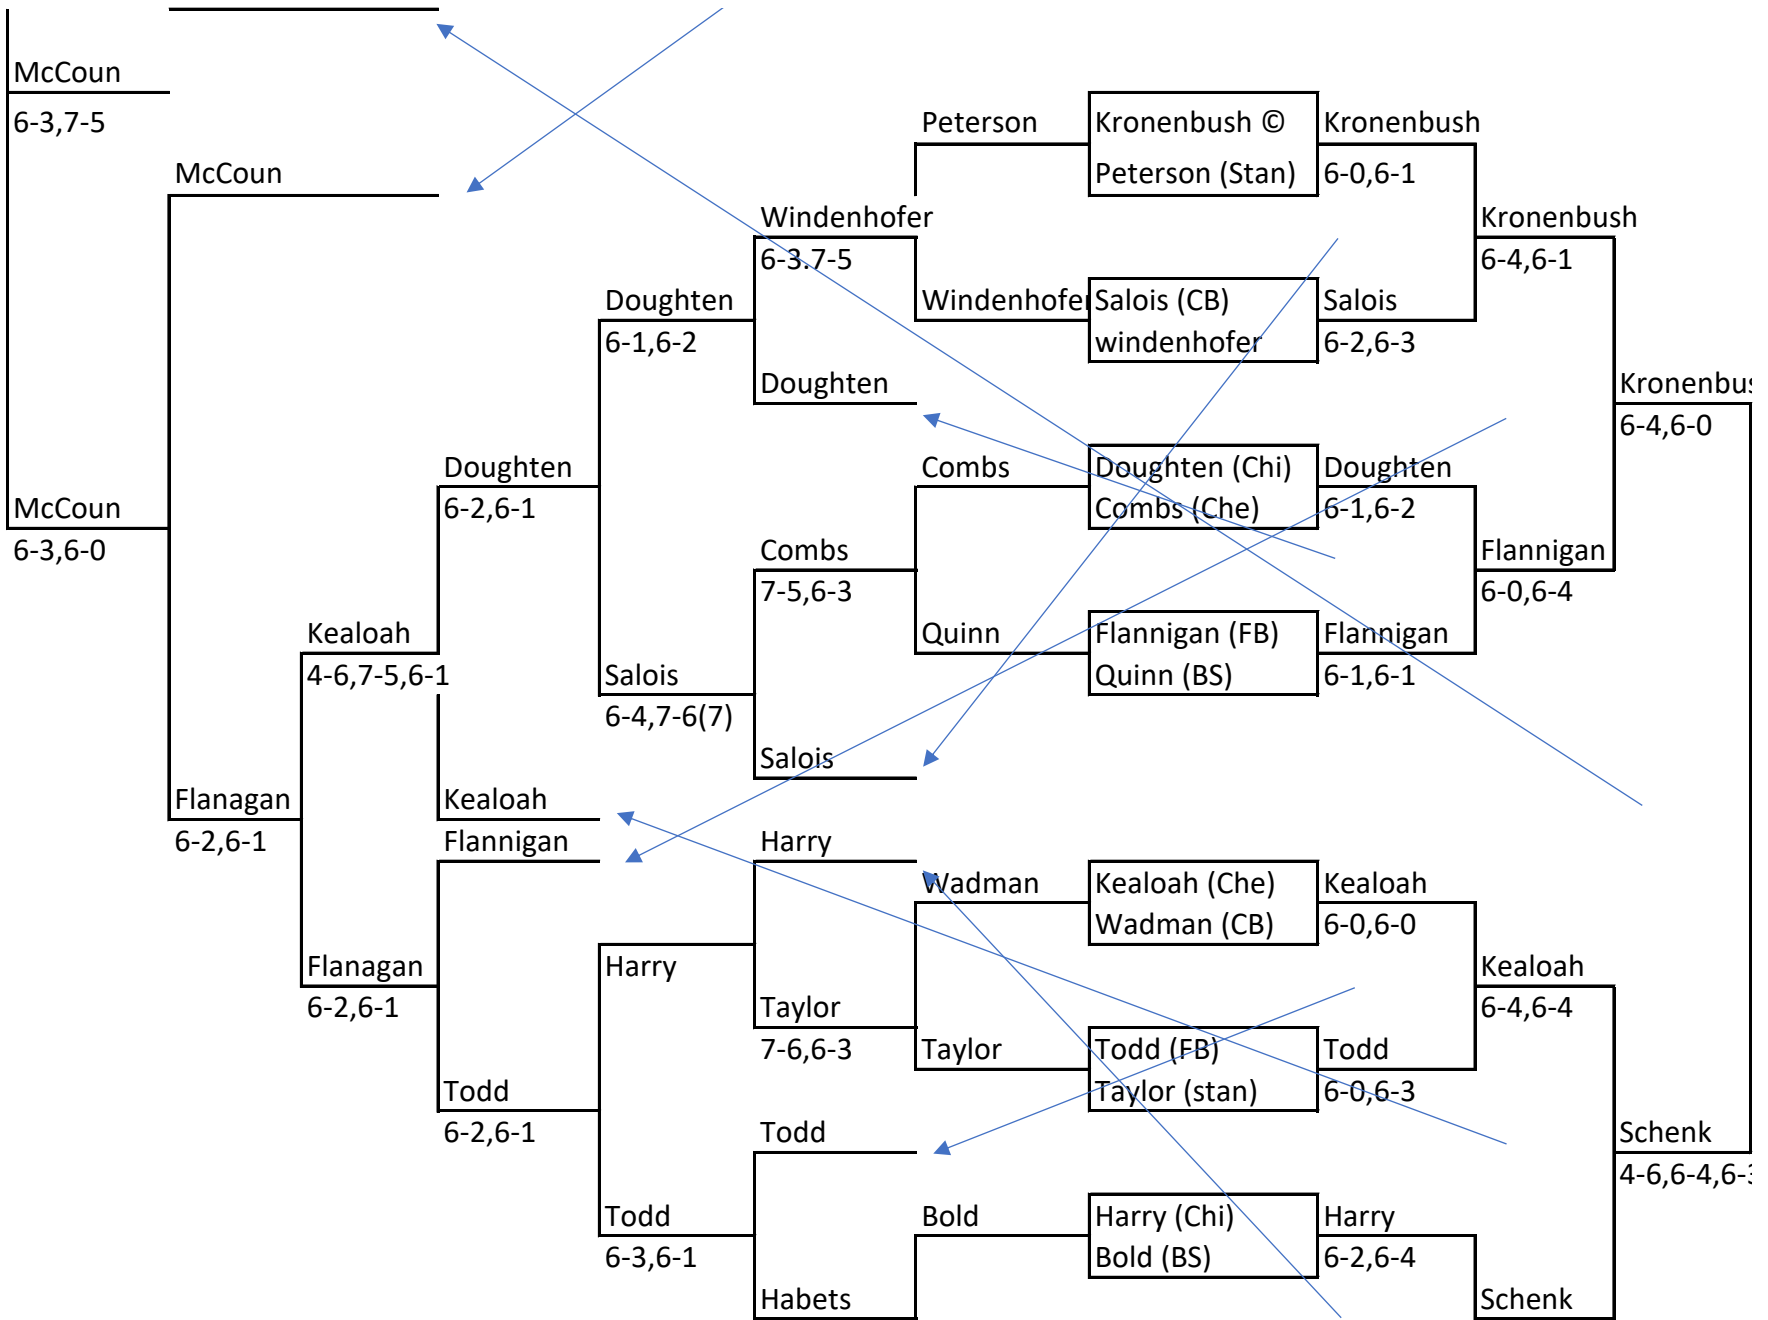 McCoun
6-3,7-5
Peterson
Kronenbush ©
Kronenbush
McCoun
Peterson (Stan)
6-0,6-1
Windenhofer
Kronenbush
6-3.7-5
6-4,6-1
Doughten
Windenhofer
Salois (CB)
Salois
6-1,6-2
windenhofer
6-2,6-3
Doughten
Kronenbus
6-4,6-0
Doughten
Combs
Doughten (Chi)
Doughten
McCoun
6-2,6-1
Combs (Che)
6-1,6-2
6-3,6-0
Combs
Flannigan
7-5,6-3
6-0,6-4
Kealoah
Quinn
Flannigan (FB)
Flannigan
4-6,7-5,6-1
Salois
Quinn (BS)
6-1,6-1
6-4,7-6(7)
Salois
Flanagan
Kealoah
6-2,6-1
Flannigan
Harry
Wadman
Kealoah (Che)
Kealoah
Wadman (CB)
6-0,6-0
Flanagan
Harry
Kealoah
6-2,6-1
Taylor
6-4,6-4
7-6,6-3
Taylor
Todd (FB)
Todd
Todd
Taylor (stan)
6-0,6-3
6-2,6-1
Todd
Schenk
4-6,6-4,6-3
Todd
Bold
Harry (Chi)
Harry
6-3,6-1
Bold (BS)
6-2,6-4
Habets
Schenk